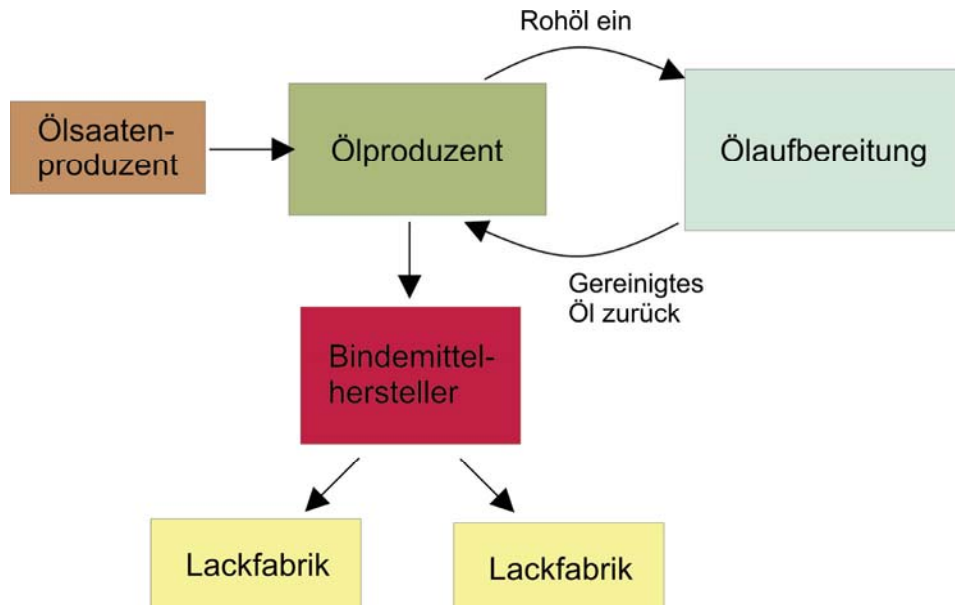 Rohöl ein
Ölsaaten-
produzent
Ölproduzent
Ölaufbereitung
Gereinigtes
Öl zurück
Bindemittel-
hersteller
Lackfabrik
Lackfabrik